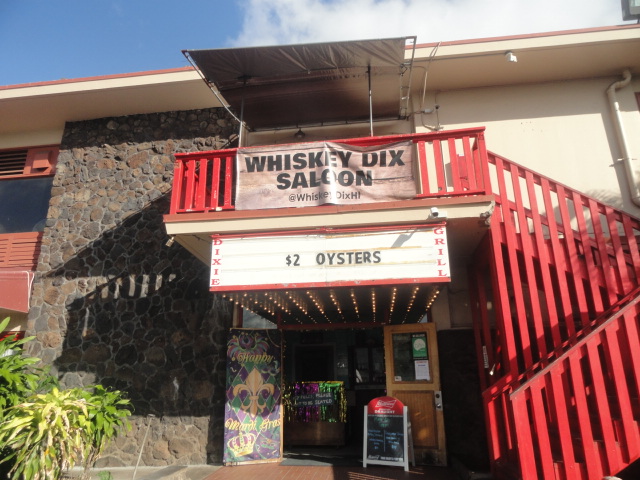 WHISKEY DIX
SALOON
@WhiskeyDixHI
DIXIE
GRILL
$2 OYSTERS
Happy
Mardi Gras